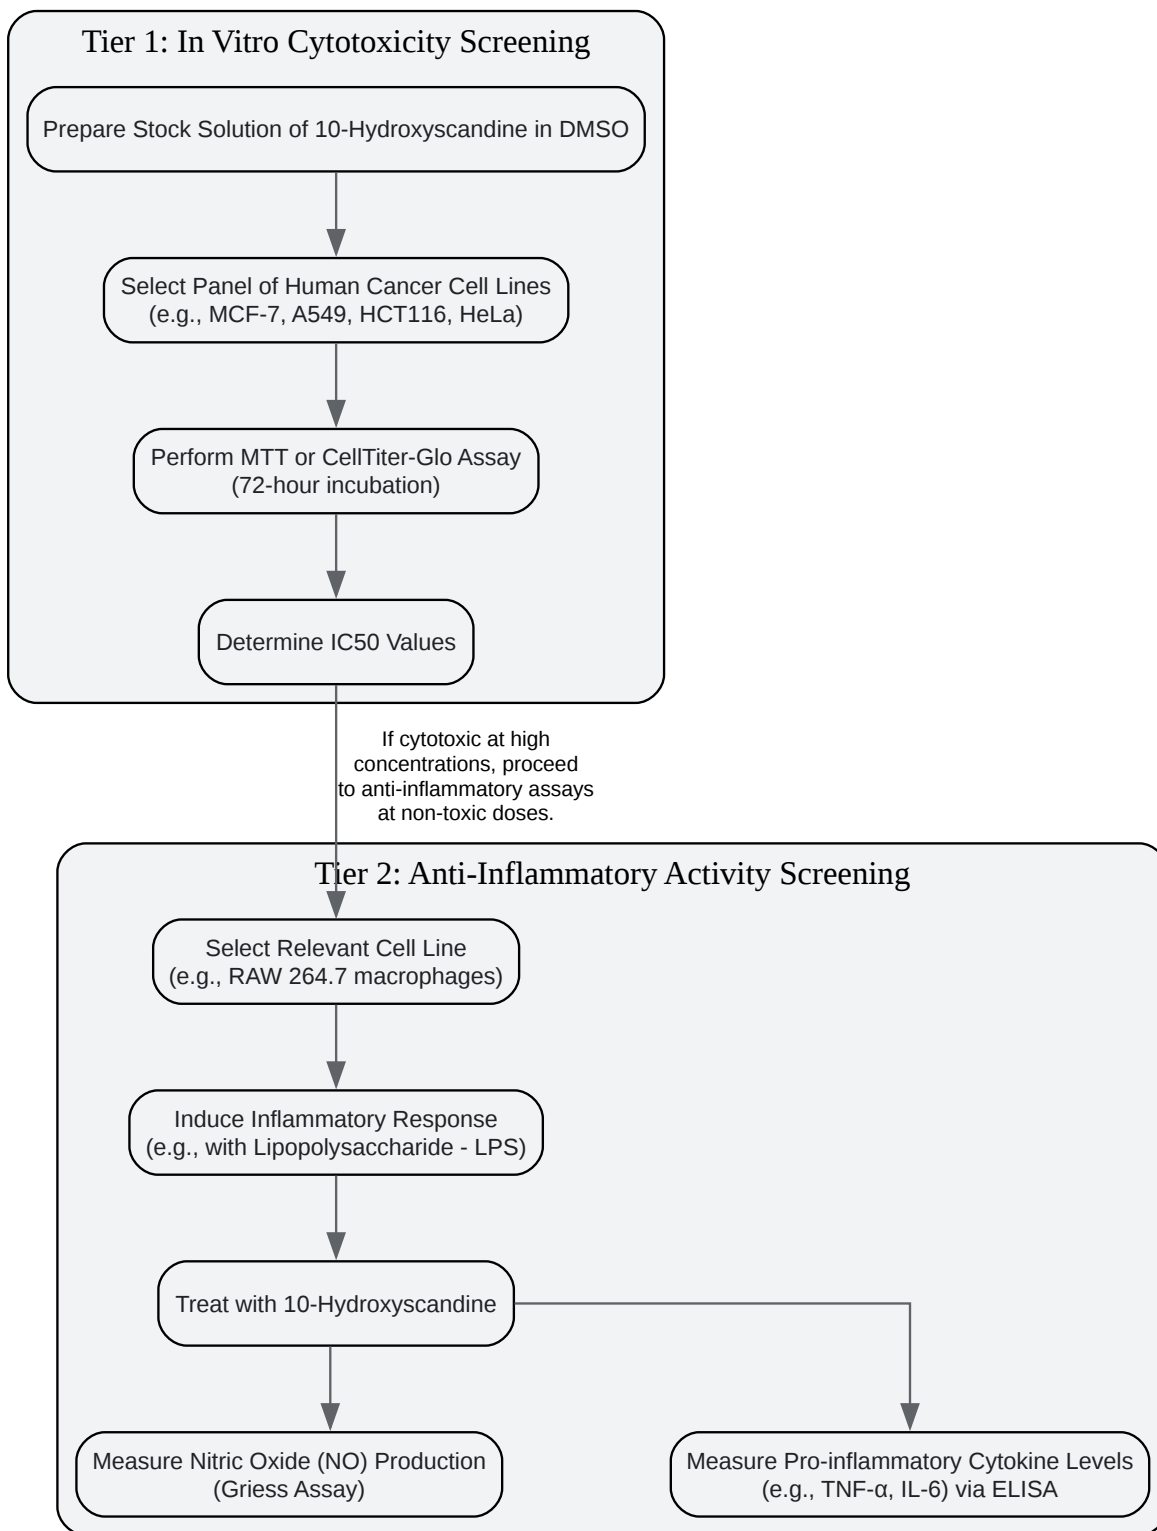 Tier 1: In Vitro Cytotoxicity Screening
Prepare Stock Solution of 10-Hydroxyscandine in DMSO
Select Panel of Human Cancer Cell Lines
(e.g., MCF-7, A549, HCT116, HeLa)
Perform MTT or CellTiter-Glo Assay
(72-hour incubation)
Determine IC50 Values
If cytotoxic at high
concentrations, proceed
to anti-inflammatory assays
at non-toxic doses.
Tier 2: Anti-Inflammatory Activity Screening
Select Relevant Cell Line
(e.g., RAW 264.7 macrophages)
Induce Inflammatory Response
(e.g., with Lipopolysaccharide - LPS)
Treat with 10-Hydroxyscandine
Measure Nitric Oxide (NO) Production
(Griess Assay)
Measure Pro-inflammatory Cytokine Levels
(e.g., TNF-α, IL-6) via ELISA